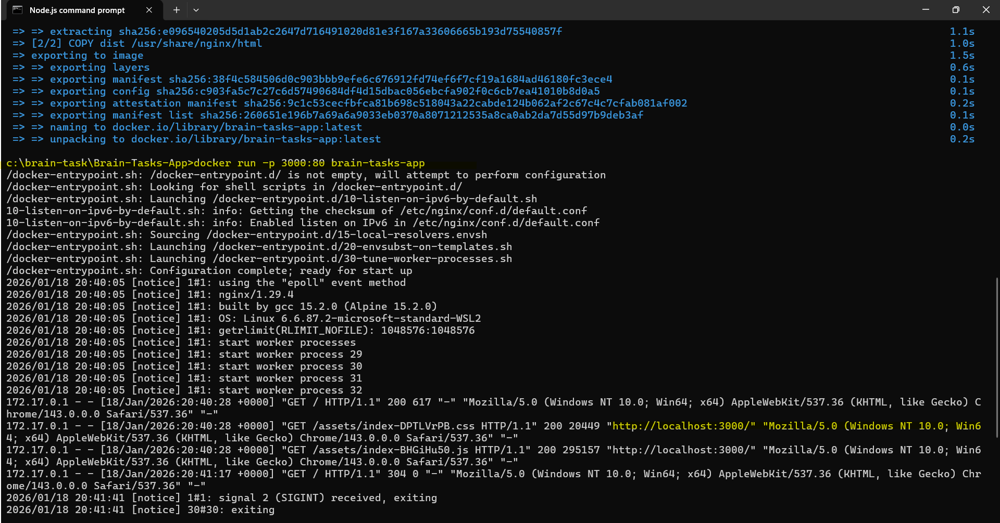 Node.js command prompt
=> => extracting sha256:e096540205d5d1ab2c2647d716491020d81e3f167a33606665b193d75540857f 1.1s
=> [2/2] COPY dist /usr/share/nginx/html 1.0s
=> exporting to image 1.5s
=> => exporting layers 0.6s
=> => exporting manifest sha256:38f4c584506d0c903bbb9efe6c676912fd74ef6f7cf19a1684ad46180fc3ece4 0.1s
=> => exporting config sha256:c903fa5c7c27c6d57490684df4d15dbac056ebcfa902f0c6cb7ea41010b8d0a5 0.1s
=> => exporting attestation manifest sha256:9c1c53cecfbfca81b698c518043a22cabde124b062af2c67c4c7cfab081af002 0.2s
=> => exporting manifest list sha256:260651e196b7a69a6a9033eb0370a8071212535a8ca0ab2da7d55d97b9deb3af 0.1s
=> => naming to docker.io/library/brain-tasks-app:latest 0.0s
=> => unpacking to docker.io/library/brain-tasks-app:latest 0.2s
c:\brain-task\Brain-Tasks-App>docker run -p 3000:80 brain-tasks-app
/docker-entrypoint.sh: /docker-entrypoint.d/ is not empty, will attempt to perform configuration
/docker-entrypoint.sh: Looking for shell scripts in /docker-entrypoint.d/
/docker-entrypoint.sh: Launching /docker-entrypoint.d/10-listen-on-ipv6-by-default.sh
10-listen-on-ipv6-by-default.sh: info: Getting the checksum of /etc/nginx/conf.d/default.conf
10-listen-on-ipv6-by-default.sh: info: Enabled listen on IPv6 in /etc/nginx/conf.d/default.conf
/docker-entrypoint.sh: Sourcing /docker-entrypoint.d/15-local-resolvers.envsh
/docker-entrypoint.sh: Launching /docker-entrypoint.d/20-envsubst-on-templates.sh
/docker-entrypoint.sh: Launching /docker-entrypoint.d/30-tune-worker-processes.sh
/docker-entrypoint.sh: Configuration complete; ready for start up
2026/01/18 20:40:05 [notice] 1#1: using the "epoll" event method
2026/01/18 20:40:05 [notice] 1#1: nginx/1.29.4
2026/01/18 20:40:05 [notice] 1#1: built by gcc 15.2.0 (Alpine 15.2.0)
2026/01/18 20:40:05 [notice] 1#1: OS: Linux 6.6.87.2-microsoft-standard-WSL2
2026/01/18 20:40:05 [notice] 1#1: getrlimit(RLIMIT_NOFILE): 1048576:1048576
2026/01/18 20:40:05 [notice] 1#1: start worker processes
2026/01/18 20:40:05 [notice] 1#1: start worker process 29
2026/01/18 20:40:05 [notice] 1#1: start worker process 30
2026/01/18 20:40:05 [notice] 1#1: start worker process 31
2026/01/18 20:40:05 [notice] 1#1: start worker process 32
172.17.0.1 - - [18/Jan/2026:20:40:28 +0000] "GET / HTTP/1.1" 200 617 "-" "Mozilla/5.0 (Windows NT 10.0; Win64; x64) AppleWebKit/537.36 (KHTML, like Gecko) C
hrome/143.0.0.0 Safari/537.36" "-"
172.17.0.1 - - [18/Jan/2026:20:40:28 +0000] "GET /assets/index-DPTLVrPB.css HTTP/1.1" 200 20449 "http://localhost:3000/" "Mozilla/5.0 (Windows NT 10.0; Win6
4; x64) AppleWebKit/537.36 (KHTML, like Gecko) Chrome/143.0.0.0 Safari/537.36" "-"
172.17.0.1 - - [18/Jan/2026:20:40:28 +0000] "GET /assets/index-BHGiHu50.js HTTP/1.1" 200 295157 "http://localhost:3000/" "Mozilla/5.0 (Windows NT 10.0; Win6
4; x64) AppleWebKit/537.36 (KHTML, like Gecko) Chrome/143.0.0.0 Safari/537.36" "-"
172.17.0.1 - - [18/Jan/2026:20:41:17 +0000] "GET / HTTP/1.1" 304 0 "-" "Mozilla/5.0 (Windows NT 10.0; Win64; x64) AppleWebKit/537.36 (KHTML, like Gecko) Chr
ome/143.0.0.0 Safari/537.36" "-"
2026/01/18 20:41:41 [notice] 1#1: signal 2 (SIGINT) received, exiting
2026/01/18 20:41:41 [notice] 30#30: exiting